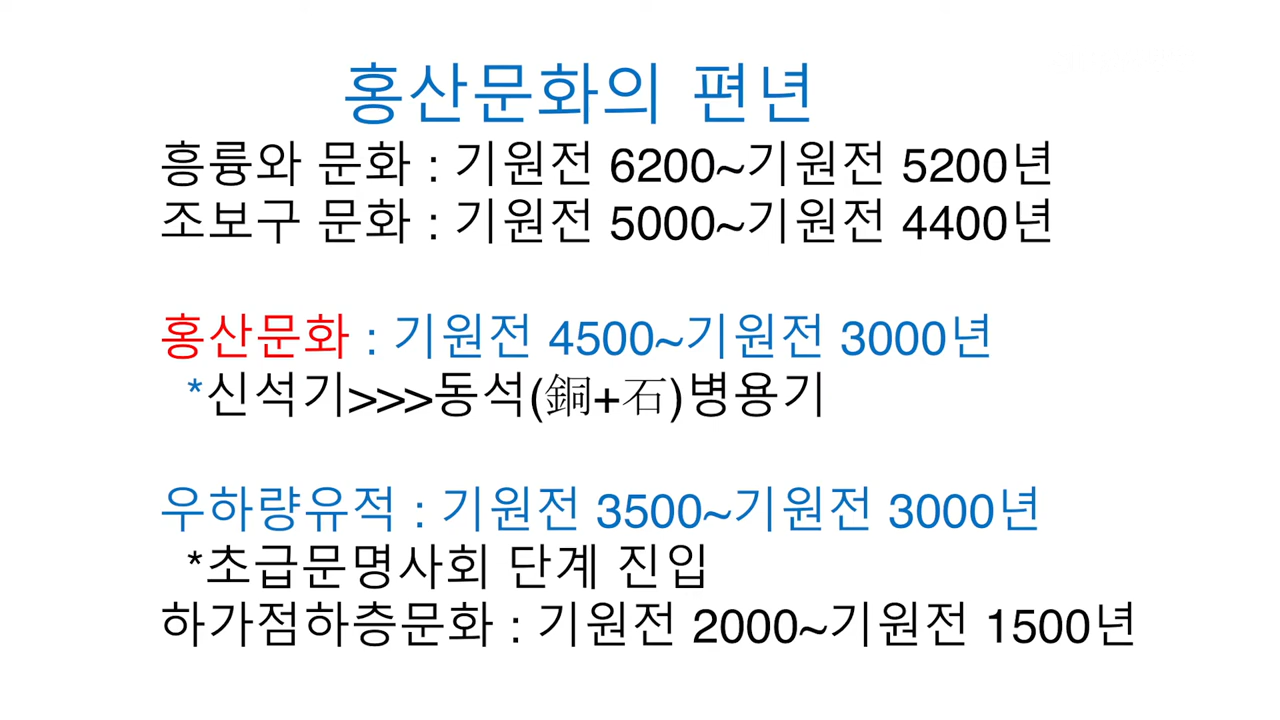 홍산문화의 편년
흥륭와 문화 : 기원전 6200~기원전 5200년
조보구 문화 : 기원전 5000~기원전 4400년
홍산문화 : 기원전 4500~기원전 3000년
*신석기>>>동석(銅+石)병용기
우하량유적 : 기원전 3500~기원전 3000년
*초급문명사회 단계 진입
하가점하층문화 : 기원전 2000~기원전 1500년